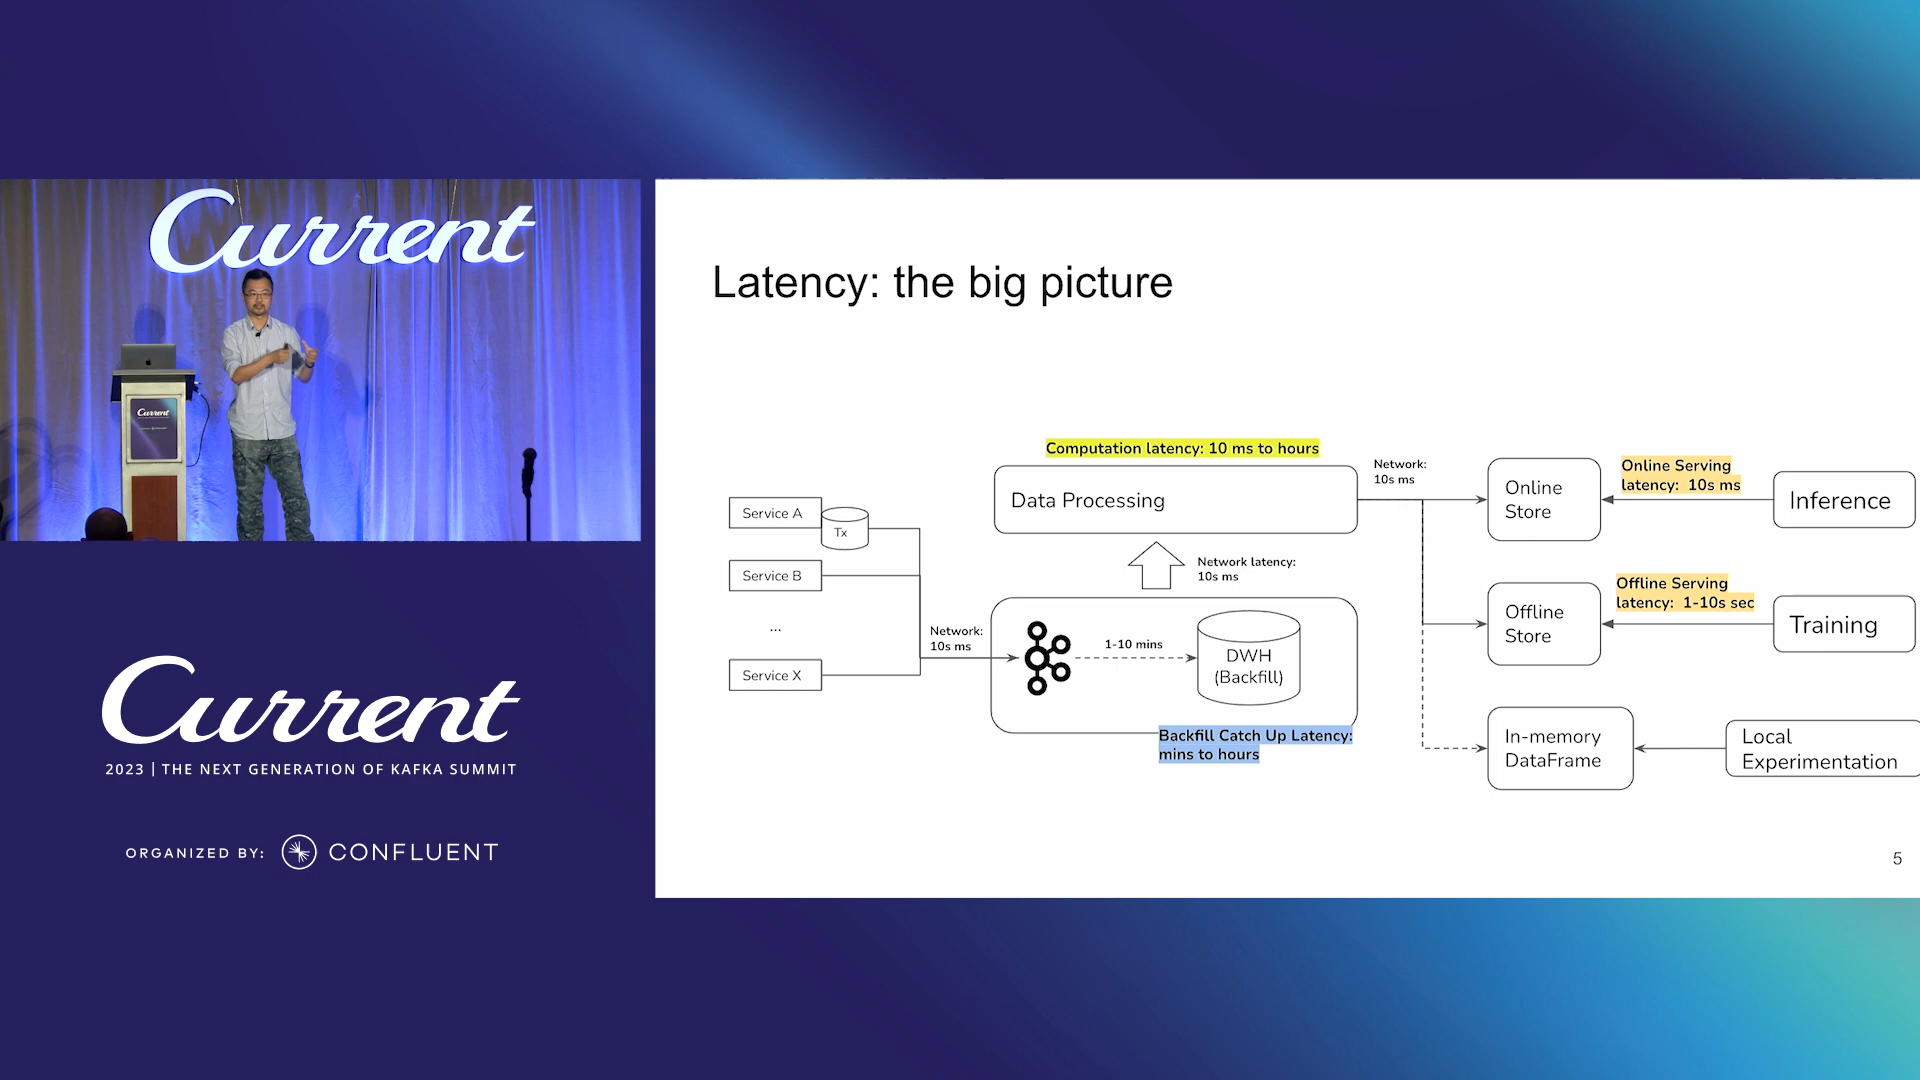 Current
Current
Current
2023 | THE NEXT GENERATION OF KAFKA SUMMIT
ORGANIZED BY: CONFLUENT
Latency: the big picture
Computation latency: 10 ms to hours
Data Processing
Network:
10s ms
Service A
Tx
Service B
...
Service X
Network:
10s ms
Network latency:
10s ms
1-10 mins
DWH
(Backfill)
Backfill Catch Up Latency:
mins to hours
Online
Store
Online Serving
latency: 10s ms
Inference
Offline
Store
Offline Serving
latency: 1-10s sec
Training
In-memory
DataFrame
Local
Experimentation
5